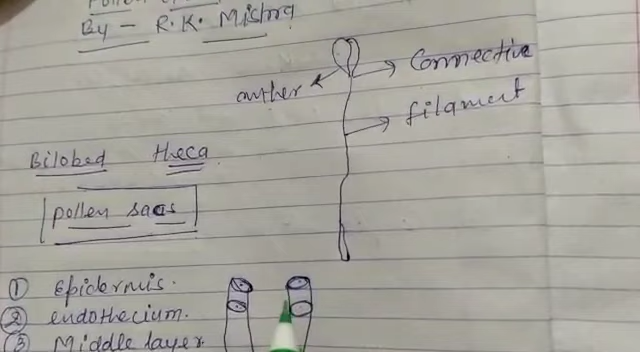 By - R.K. Mishra
Connective
anther
filament
Bilobed theca
pollen sacs
① Epidermis.
② endothecium.
③ Middle layer